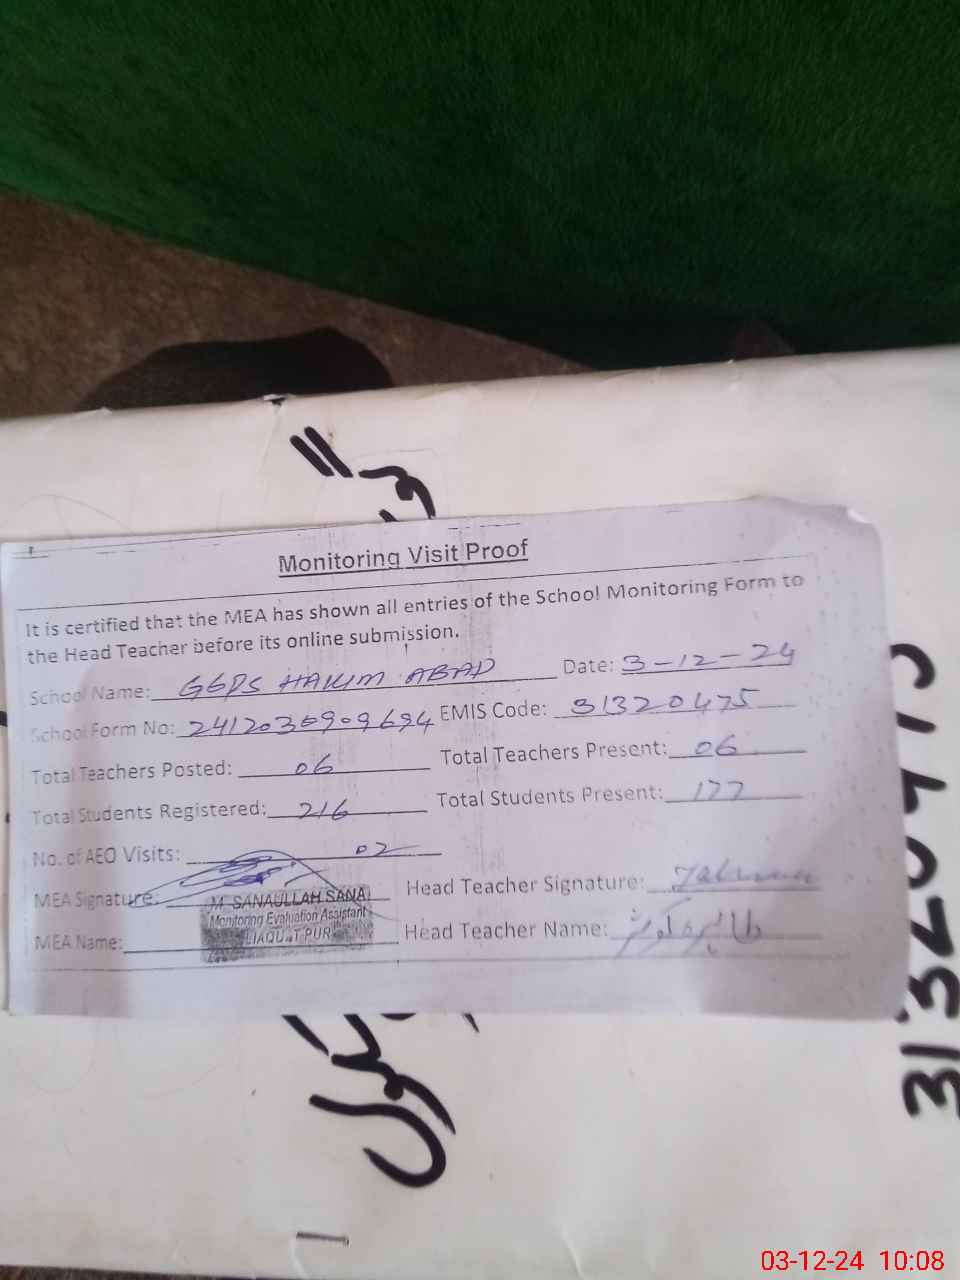 Monitoring Visit Proof
It is certified that the MEA has shown all entries of the School Monitoring Form to
the Head Teacher before its online submission.
School Name: GGPS HAKIM ABAD Date: 3-12-24
School Form No: 2412030909694 EMIS Code: 31320475
Total Teachers Posted: 06 Total Teachers Present: 06
Total Students Registered: 216 Total Students Present: 177
No. of AEO Visits: 02
MEA Signature: Head Teacher Signature:
M. SANAULLAH SANA
Monitoring Evaluation Assistant
LIAQUAT PUR
MEA Name: Head Teacher Name:
31320475
03-12-24 10:08